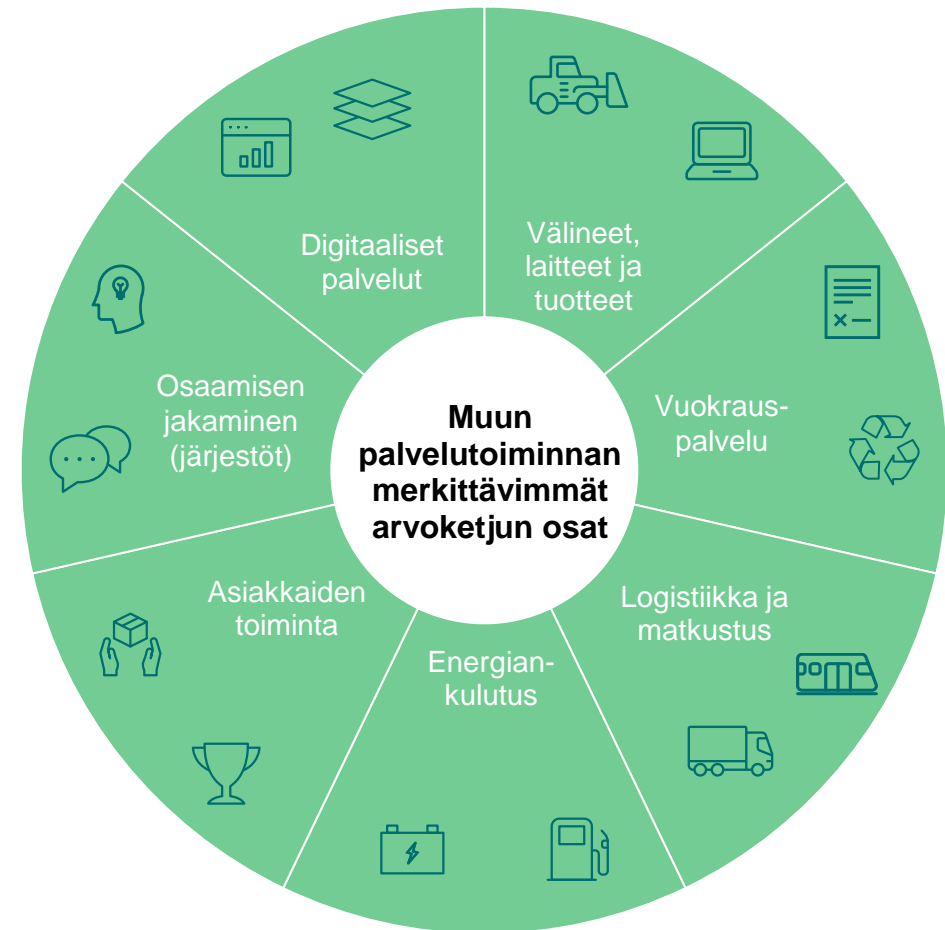 Digitaaliset
palvelut
Välineet,
laitteet ja
tuotteet
Osaamisen
jakaminen
(järjestöt)
Muun
palvelutoiminnan
merkittävimmät
arvoketjun osat
Vuokraus-
palvelu
Asiakkaiden
toiminta
Logistiikka ja
matkustus
Energian-
kulutus